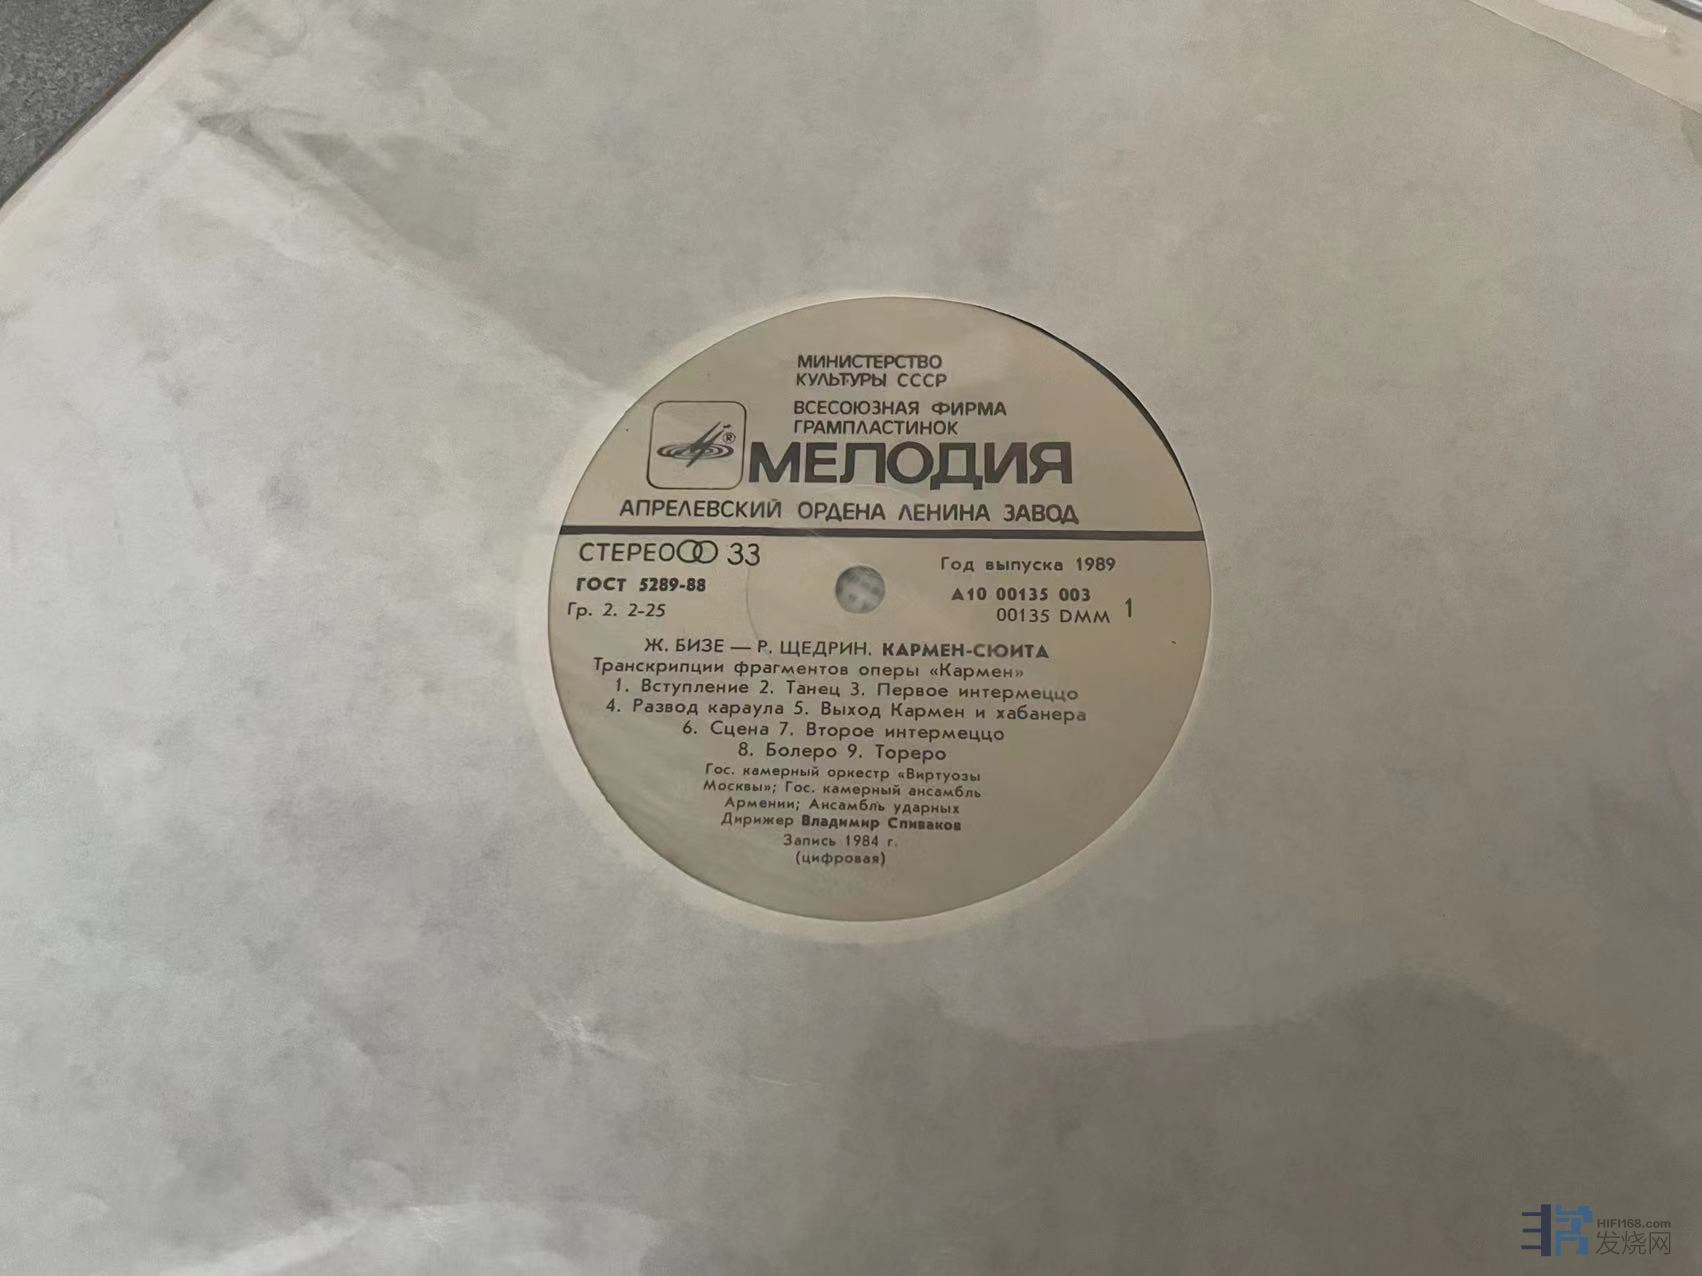 МИНИСТЕРСТВО
КУЛЬТУРЫ СССР
ВСЕСОЮЗНАЯ ФИРМА
ГРАМПЛАСТИНОК
®
МЕЛОДИЯ
АПРЕЛЕВСКИЙ ОРДЕНА ЛЕНИНА ЗАВОД
СТЕРЕО 33
ГОСТ 5289-88
Гр. 2. 2-25
Год выпуска 1989
А10 00135 003
00135 DMM 1
Ж. БИЗЕ — Р. ЩЕДРИН. КАРМЕН-СЮИТА
Транскрипции фрагментов оперы «Кармен»
1. Вступление 2. Танец 3. Первое интермеццо
4. Развод караула 5. Выход Кармен и хабанера
6. Сцена 7. Второе интермеццо
8. Болеро 9. Тореро
Гос. камерный оркестр «Виртуозы
Москвы»; Гос. камерный ансамбль
Армении; Ансамбль ударных
Дирижер Владимир Спиваков
Запись 1984 г.
(цифровая)
HIFI168.com
发烧网